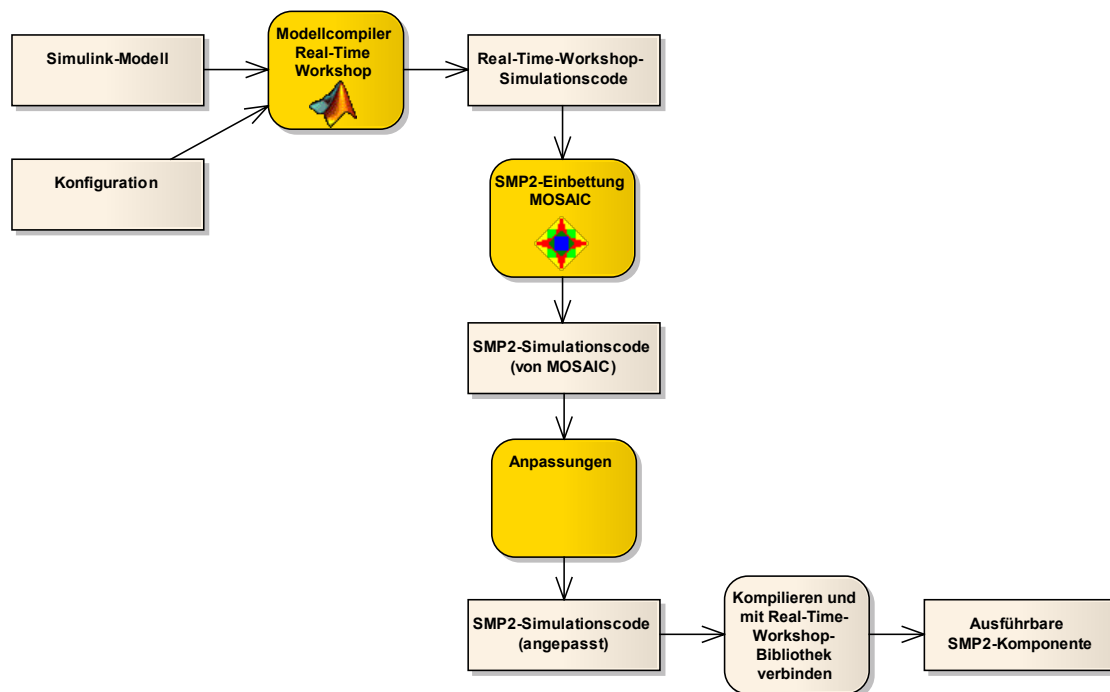 Simulink-Modell
Modellcompiler
Real-Time
Workshop
Real-Time-Workshop-
Simulationscode
Konfiguration
SMP2-Einbettung
MOSAIC
SMP2-Simulationscode
(von MOSAIC)
Anpassungen
SMP2-Simulationscode
(angepasst)
Kompilieren und
mit Real-Time-
Workshop-
Bibliothek
verbinden
Ausführbare
SMP2-Komponente